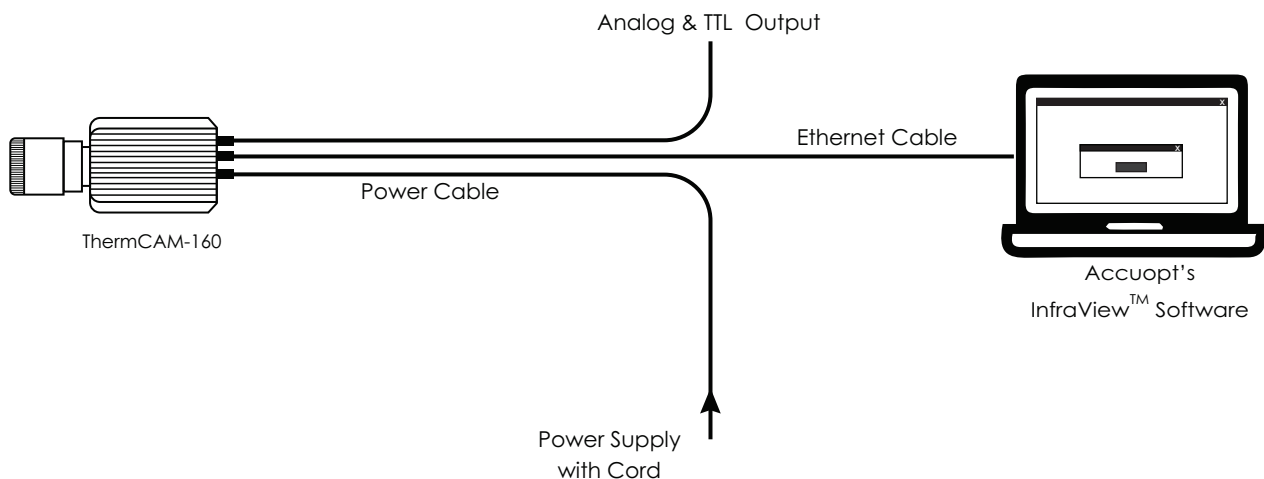 Analog & TTL Output
Ethernet Cable
Power Cable
ThermCAM-160
Accuopt's
InfraView™ Software
Power Supply
with Cord
X
X